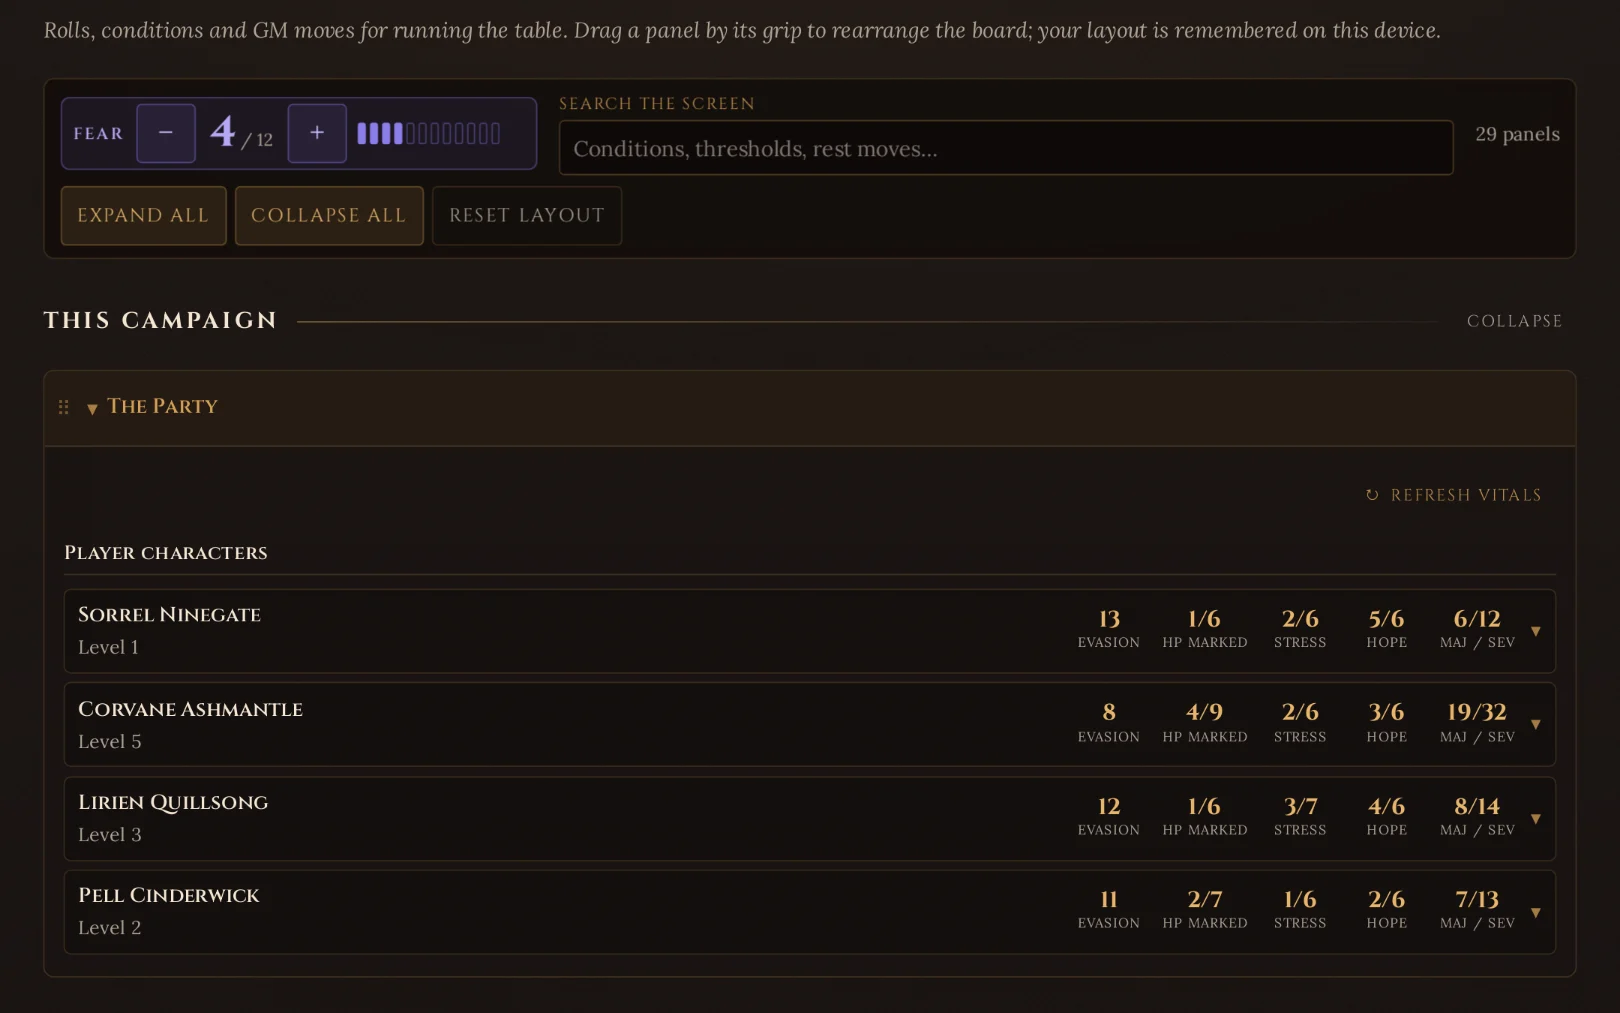 Rolls, conditions and GM moves for running the table. Drag a panel by its grip to rearrange the board; your layout is remembered on this device.
FEAR − 4 / 12 +
SEARCH THE SCREEN
Conditions, thresholds, rest moves...
29 panels
EXPAND ALL COLLAPSE ALL RESET LAYOUT
THIS CAMPAIGN COLLAPSE
The Party
↻ REFRESH VITALS
Player characters
Sorrel Ninegate
Level 1
13 1/6 2/6 5/6 6/12
EVASION HP MARKED STRESS HOPE MAJ / SEV
Corvane Ashmantle
Level 5
8 4/9 2/6 3/6 19/32
EVASION HP MARKED STRESS HOPE MAJ / SEV
Lirien Quillsong
Level 3
12 1/6 3/7 4/6 8/14
EVASION HP MARKED STRESS HOPE MAJ / SEV
Pell Cinderwick
Level 2
11 2/7 1/6 2/6 7/13
EVASION HP MARKED STRESS HOPE MAJ / SEV